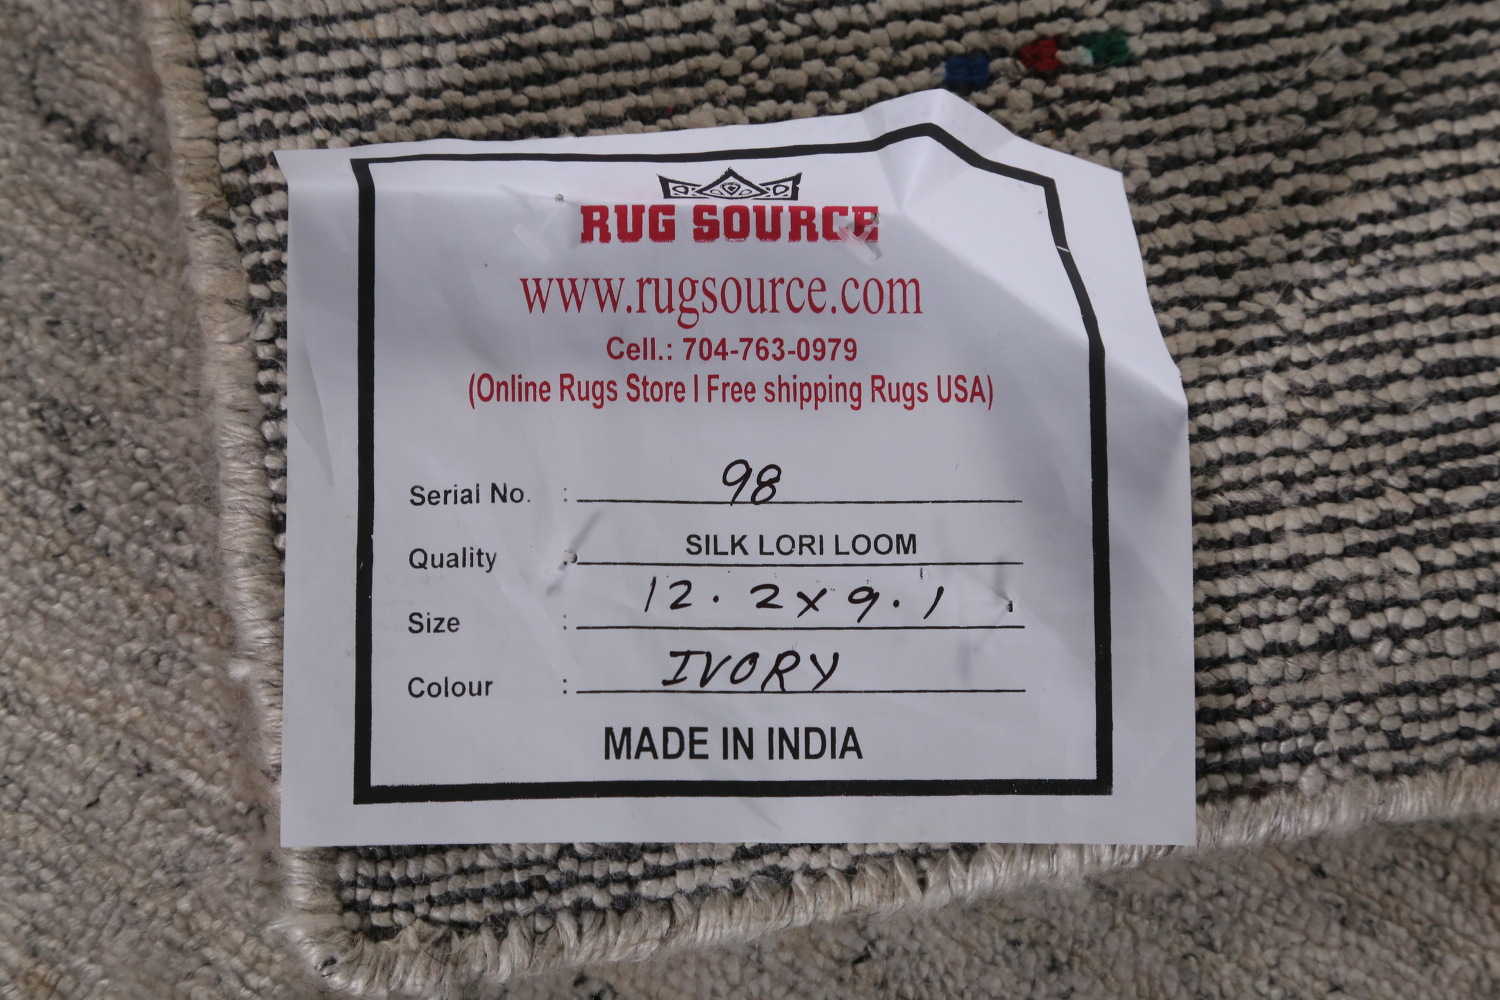 RUG SOURCE
www.rugsource.com
Cell.: 704-763-0979
(Online Rugs Store I Free shipping Rugs USA)
Serial No. : 98
Quality : SILK LORI LOOM
Size : 12.2x9.1
Colour : IVORY
MADE IN INDIA